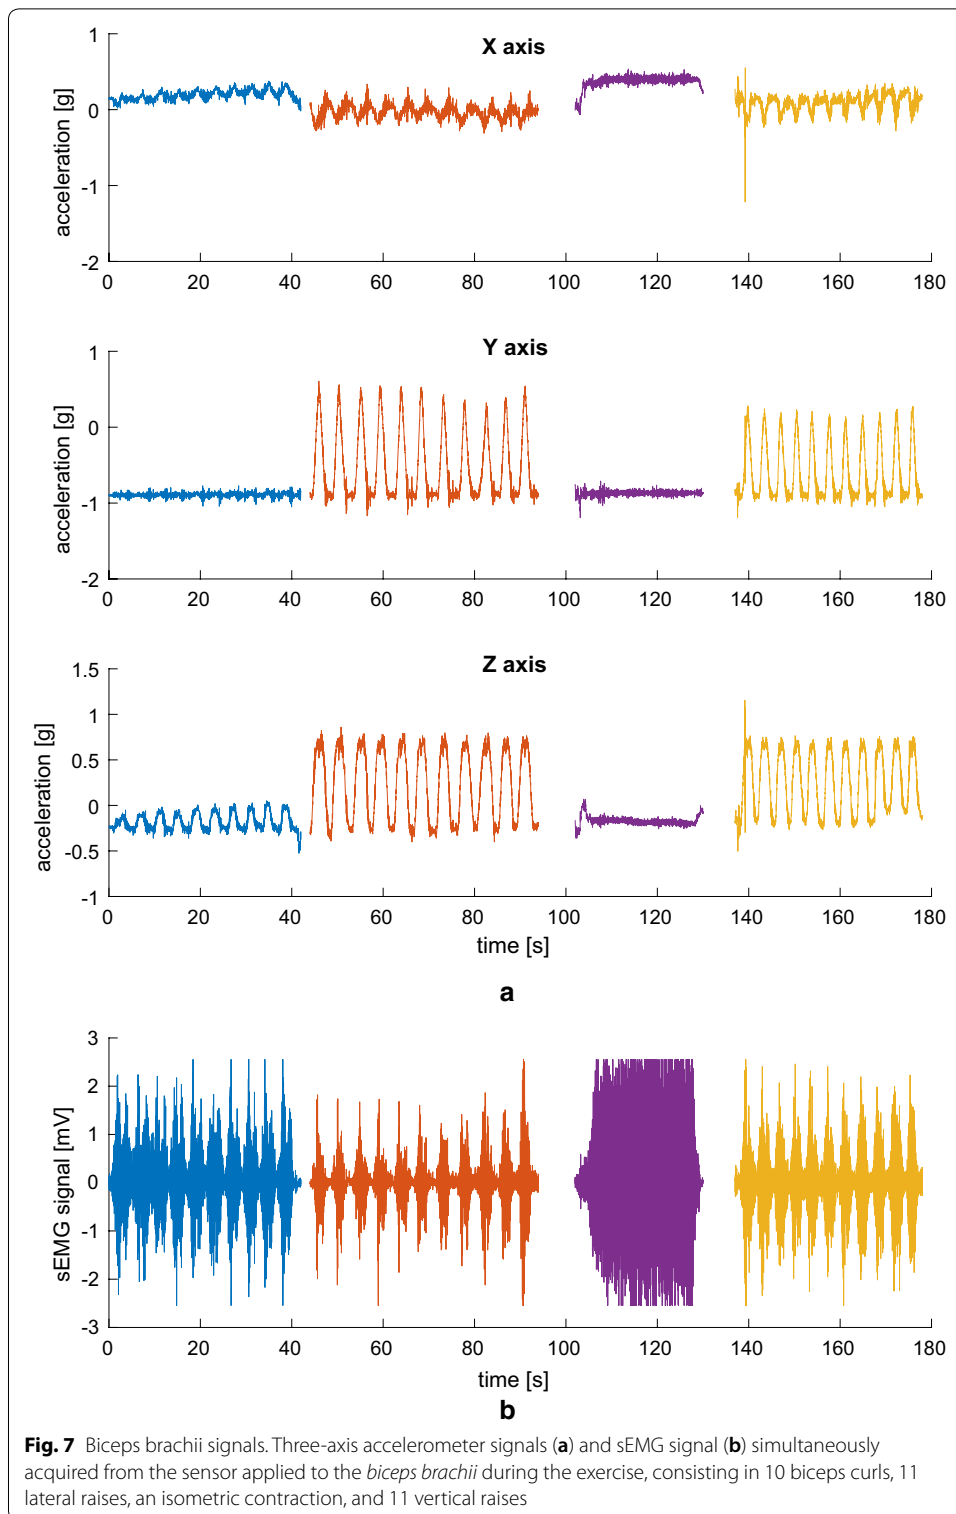 X axis
1
0
-1
-2
acceleration [g]
0 20 40 60 80 100 120 140 160 180
Y axis
1
0
-1
-2
acceleration [g]
0 20 40 60 80 100 120 140 160 180
Z axis
1.5
1
0.5
0
-0.5
-1
acceleration [g]
0 20 40 60 80 100 120 140 160 180
time [s]
a
3
2
1
0
-1
-2
-3
sEMG signal [mV]
0 20 40 60 80 100 120 140 160 180
time [s]
b
Fig. 7 Biceps brachii signals. Three-axis accelerometer signals (a) and sEMG signal (b) simultaneously
acquired from the sensor applied to the biceps brachii during the exercise, consisting in 10 biceps curls, 11
lateral raises, an isometric contraction, and 11 vertical raises